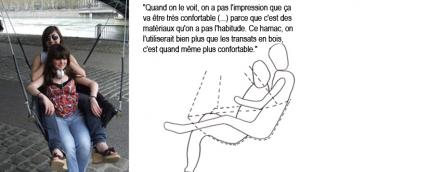 "Quand on le voit, on a pas l'impression que ça
va être très confortable (...) parce que c'est des
matériaux qu'on a pas l'habitude. Ce hamac, on
l'utiliserait bien plus que les transats en bois,
c'est quand même plus confortable."